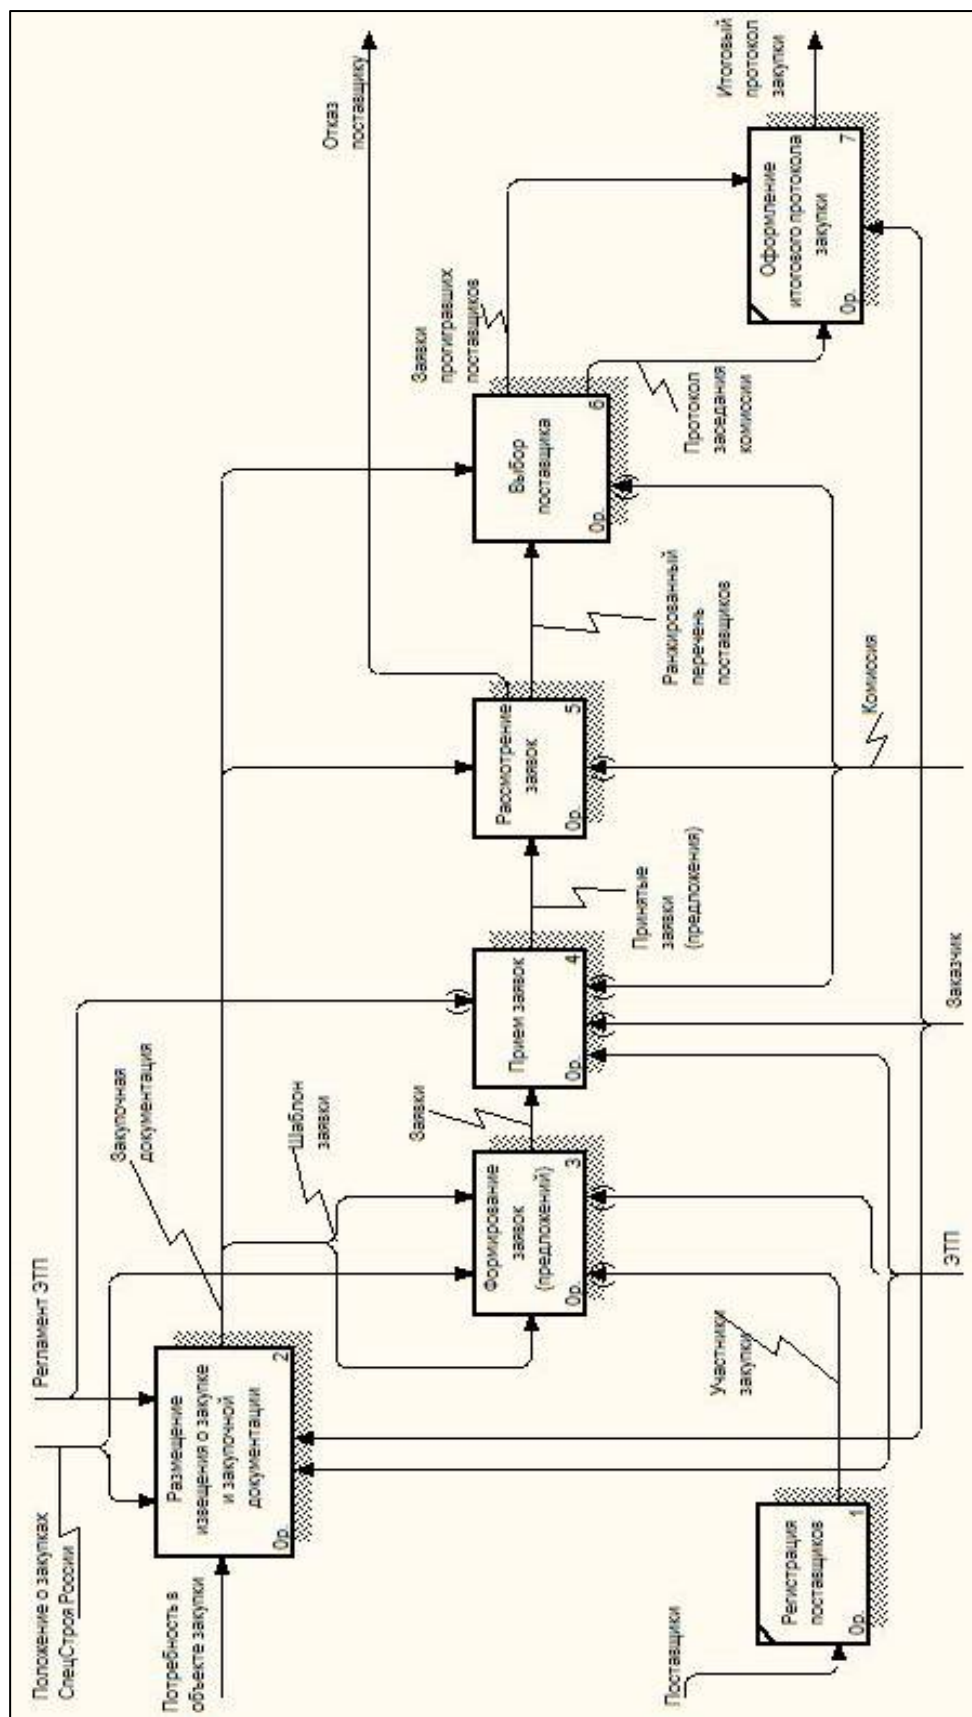 Положение о закупках
СпецСтроя России
Регламент ЭТП
Закупочная
документация
Отказ
поставщику
Итоговый
протокол
закупки
Потребность в
объекте закупки
Размещение
извещения о закупке
и закупочной
документации
0р.
2
Шаблон
заявки
Заявки
Формирование
заявок
(предложений)
0р.
3
Прием заявок
0р.
4
Принятые
заявки
(предложения)
Рассмотрение
заявок
0р.
5
Ранжированный
перечень
поставщиков
Выбор
поставщика
0р.
6
Заявки
прогигравших
поставщиков
Протокол
заседания
комиссии
Оформление
итогового протокола
закупки
0р.
7
Поставщики
Регистрация
поставщиков
0р.
1
Участники
закупки
ЭТП
Заказчик
Комиссия